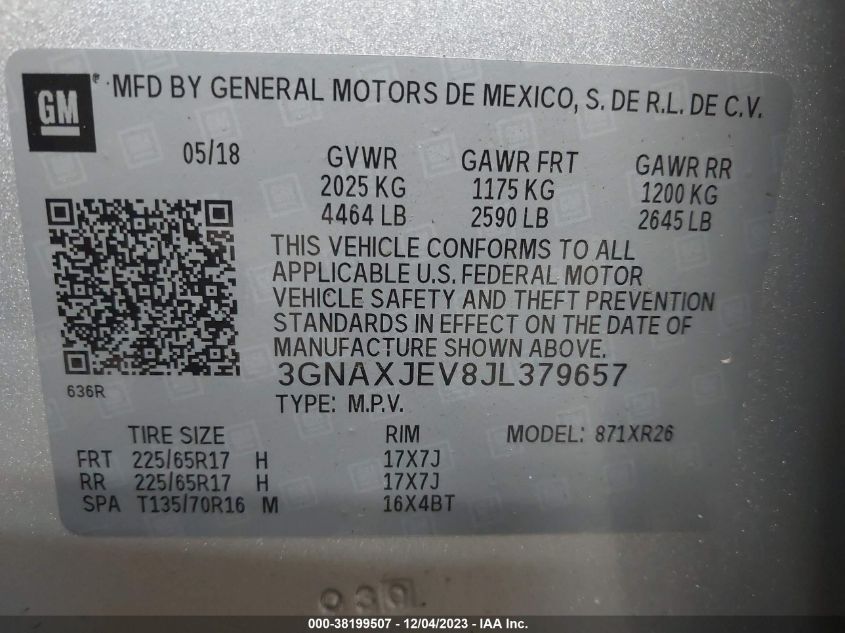 GM ® MFD BY GENERAL MOTORS DE MEXICO, S. DE R.L. DE C.V.
05/18 GVWR GAWR FRT GAWR RR
2025 KG 1175 KG 1200 KG
4464 LB 2590 LB 2645 LB
THIS VEHICLE CONFORMS TO ALL
APPLICABLE U.S. FEDERAL MOTOR
VEHICLE SAFETY AND THEFT PREVENTION
STANDARDS IN EFFECT ON THE DATE OF
MANUFACTURE SHOWN ABOVE.
3GNAXJEV8JL379657
636R
TYPE: M.P.V.
TIRE SIZE RIM MODEL: 871XR26
FRT 225/65R17 H 17X7J
RR 225/65R17 H 17X7J
SPA T135/70R16 M 16X4BT
000-38199507 - 12/04/2023 - IAA Inc.